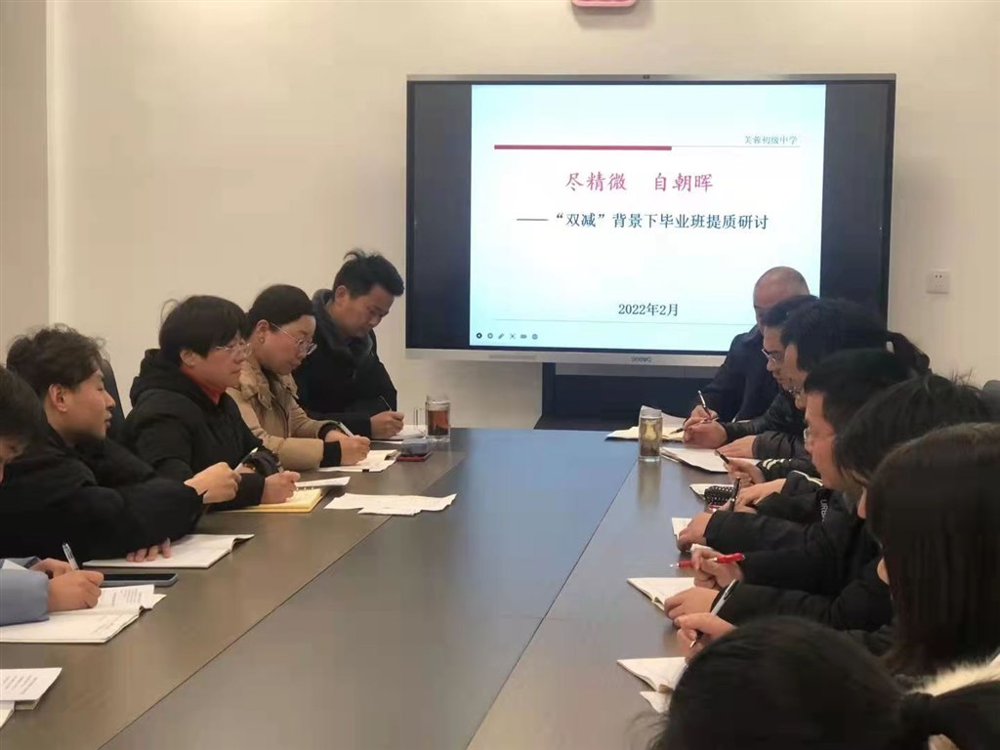 芙蓉初级中学
尽精微 自朝晖
——“双减”背景下毕业班提质研讨
2022年2月
seewo